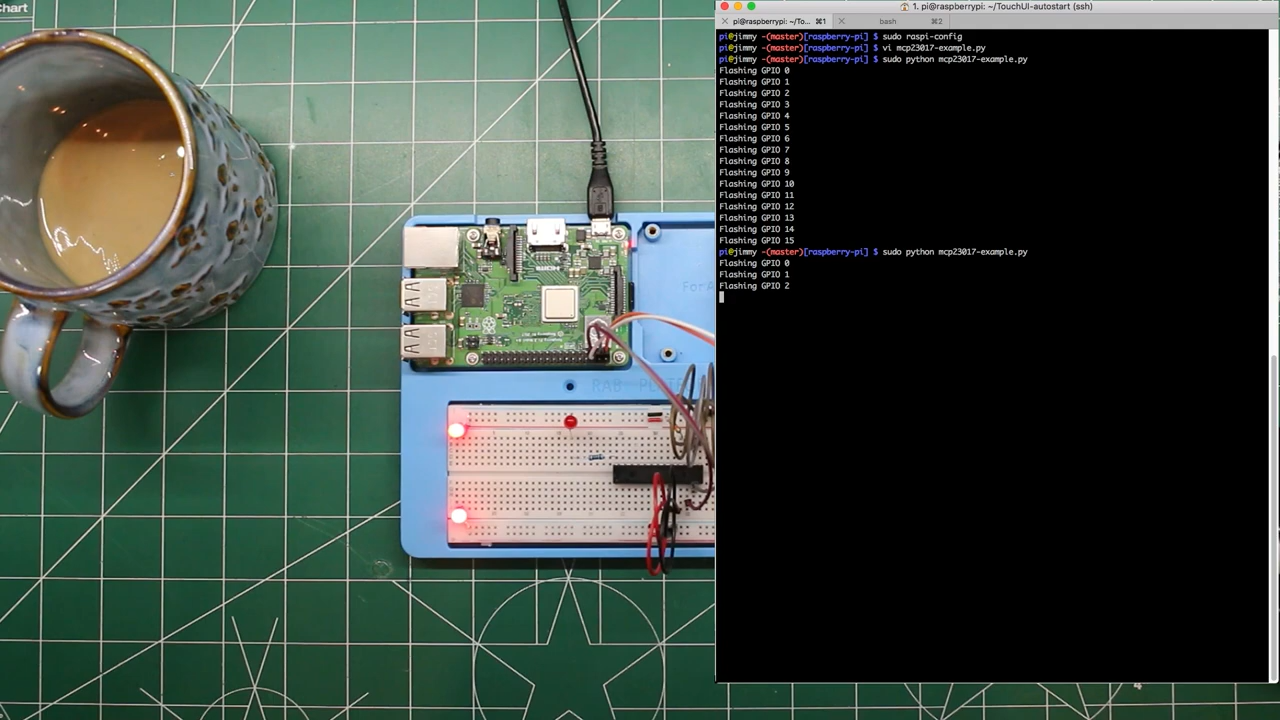 Chart
1. pi@raspberrypi: ~/TouchUI-autostart (ssh)
pi@raspberrypi: ~/To... ⌘1
bash ⌘2
pi@jimmy -(master)[raspberry-pi] $ sudo raspi-config
pi@jimmy -(master)[raspberry-pi] $ vi mcp23017-example.py
pi@jimmy -(master)[raspberry-pi] $ sudo python mcp23017-example.py
Flashing GPIO 0
Flashing GPIO 1
Flashing GPIO 2
Flashing GPIO 3
Flashing GPIO 4
Flashing GPIO 5
Flashing GPIO 6
Flashing GPIO 7
Flashing GPIO 8
Flashing GPIO 9
Flashing GPIO 10
Flashing GPIO 11
Flashing GPIO 12
Flashing GPIO 13
Flashing GPIO 14
Flashing GPIO 15
pi@jimmy -(master)[raspberry-pi] $ sudo python mcp23017-example.py
Flashing GPIO 0
Flashing GPIO 1
Flashing GPIO 2
HDMI
For
RAB